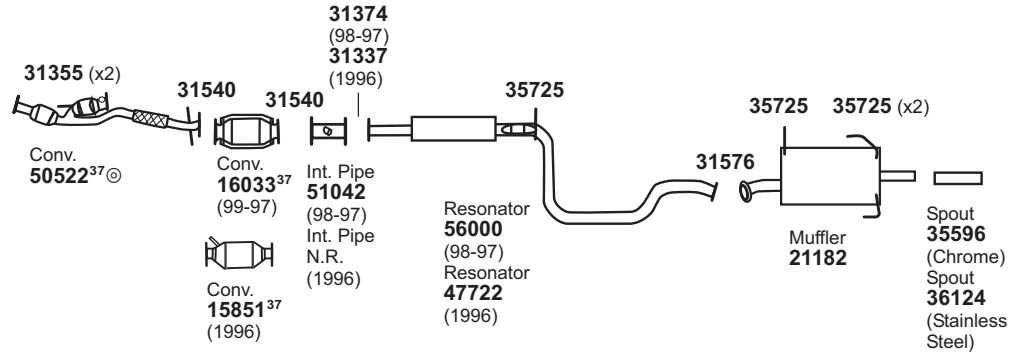 31374
(98-97)
31337
(1996)
31355 (x2)
31540
31540
35725
35725
35725 (x2)
31576
Conv.
50522³⁷◎
Conv.
16033³⁷
(99-97)
Conv.
15851³⁷
(1996)
Int. Pipe
51042
(98-97)
Int. Pipe
N.R.
(1996)
Resonator
56000
(98-97)
Resonator
47722
(1996)
Muffler
21182
Spout
35596
(Chrome)
Spout
36124
(Stainless
Steel)